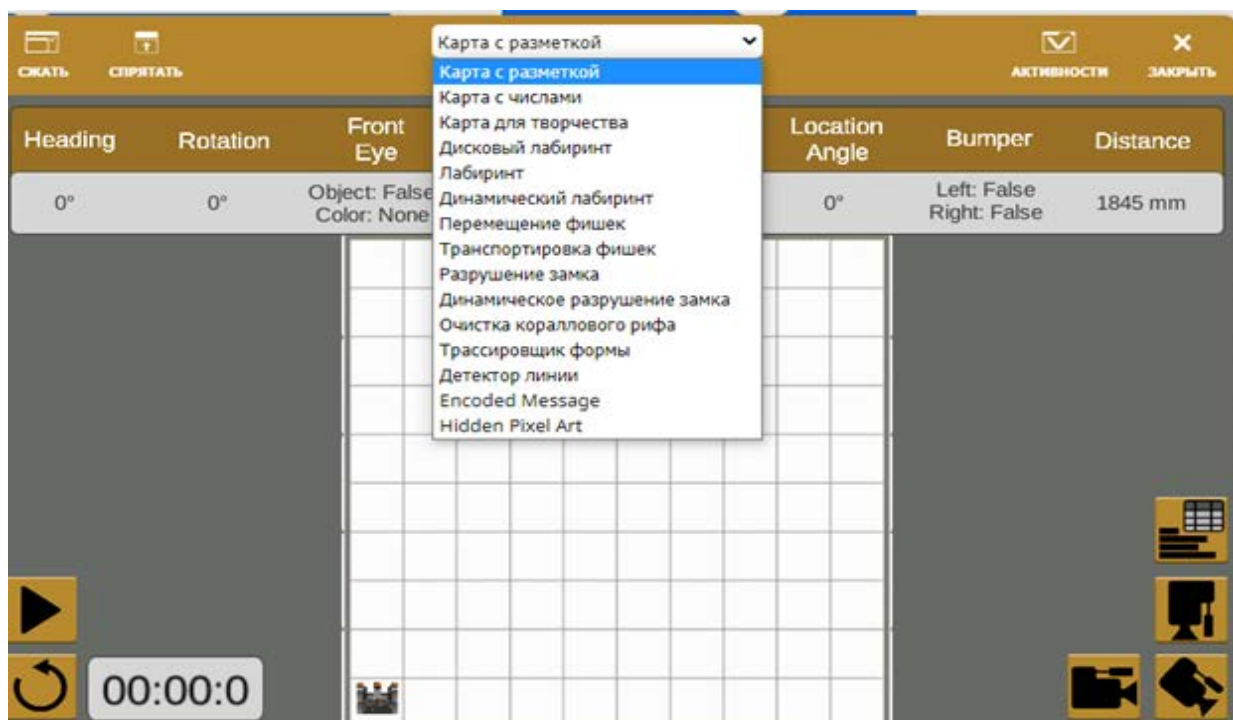 СЖАТЬ
СПРЯТАТЬ
Карта с разметкой
АКТИВНОСТИ
ЗАКРЫТЬ
Карта с разметкой
Карта с числами
Карта для творчества
Дисковый лабиринт
Лабиринт
Динамический лабиринт
Перемещение фишек
Транспортировка фишек
Разрушение замка
Динамическое разрушение замка
Очистка кораллового рифа
Трассировщик формы
Детектор линии
Encoded Message
Hidden Pixel Art
Heading
Rotation
Front
Eye
Location
Angle
Bumper
Distance
0°
0°
Object: False
Color: None
0°
Left: False
Right: False
1845 mm
00:00:0